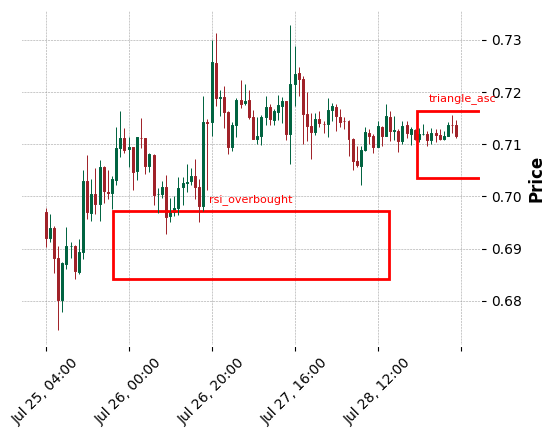 0.73
0.72
triangle_asc
0.71
0.70
rsi_overbought
0.69
0.68
Price
Jul 25, 04:00
Jul 26, 00:00
Jul 26, 20:00
Jul 27, 16:00
Jul 28, 12:00